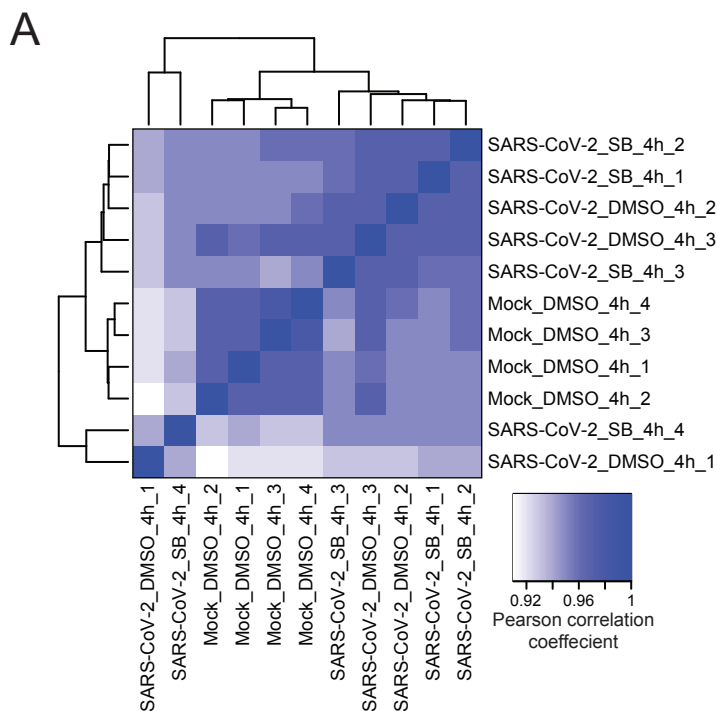 A
SARS-CoV-2_SB_4h_2
SARS-CoV-2_SB_4h_1
SARS-CoV-2_DMSO_4h_2
SARS-CoV-2_DMSO_4h_3
SARS-CoV-2_SB_4h_3
Mock_DMSO_4h_4
Mock_DMSO_4h_3
Mock_DMSO_4h_1
Mock_DMSO_4h_2
SARS-CoV-2_SB_4h_4
SARS-CoV-2_DMSO_4h_1
SARS-CoV-2_DMSO_4h_1
SARS-CoV-2_SB_4h_4
Mock_DMSO_4h_2
Mock_DMSO_4h_1
Mock_DMSO_4h_3
Mock_DMSO_4h_4
SARS-CoV-2_SB_4h_3
SARS-CoV-2_DMSO_4h_3
SARS-CoV-2_DMSO_4h_2
SARS-CoV-2_SB_4h_1
SARS-CoV-2_SB_4h_2
0.92 0.96 1
Pearson correlation
coeffecient